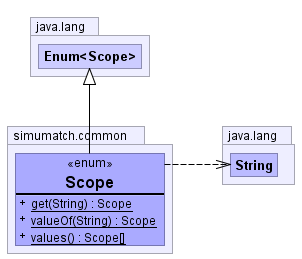 java.lang
Enum<Scope>
simumatch.common
java.lang
«enum»
Scope
String
+ get(String) : Scope
+ valueOf(String) : Scope
+ values() : Scope[]